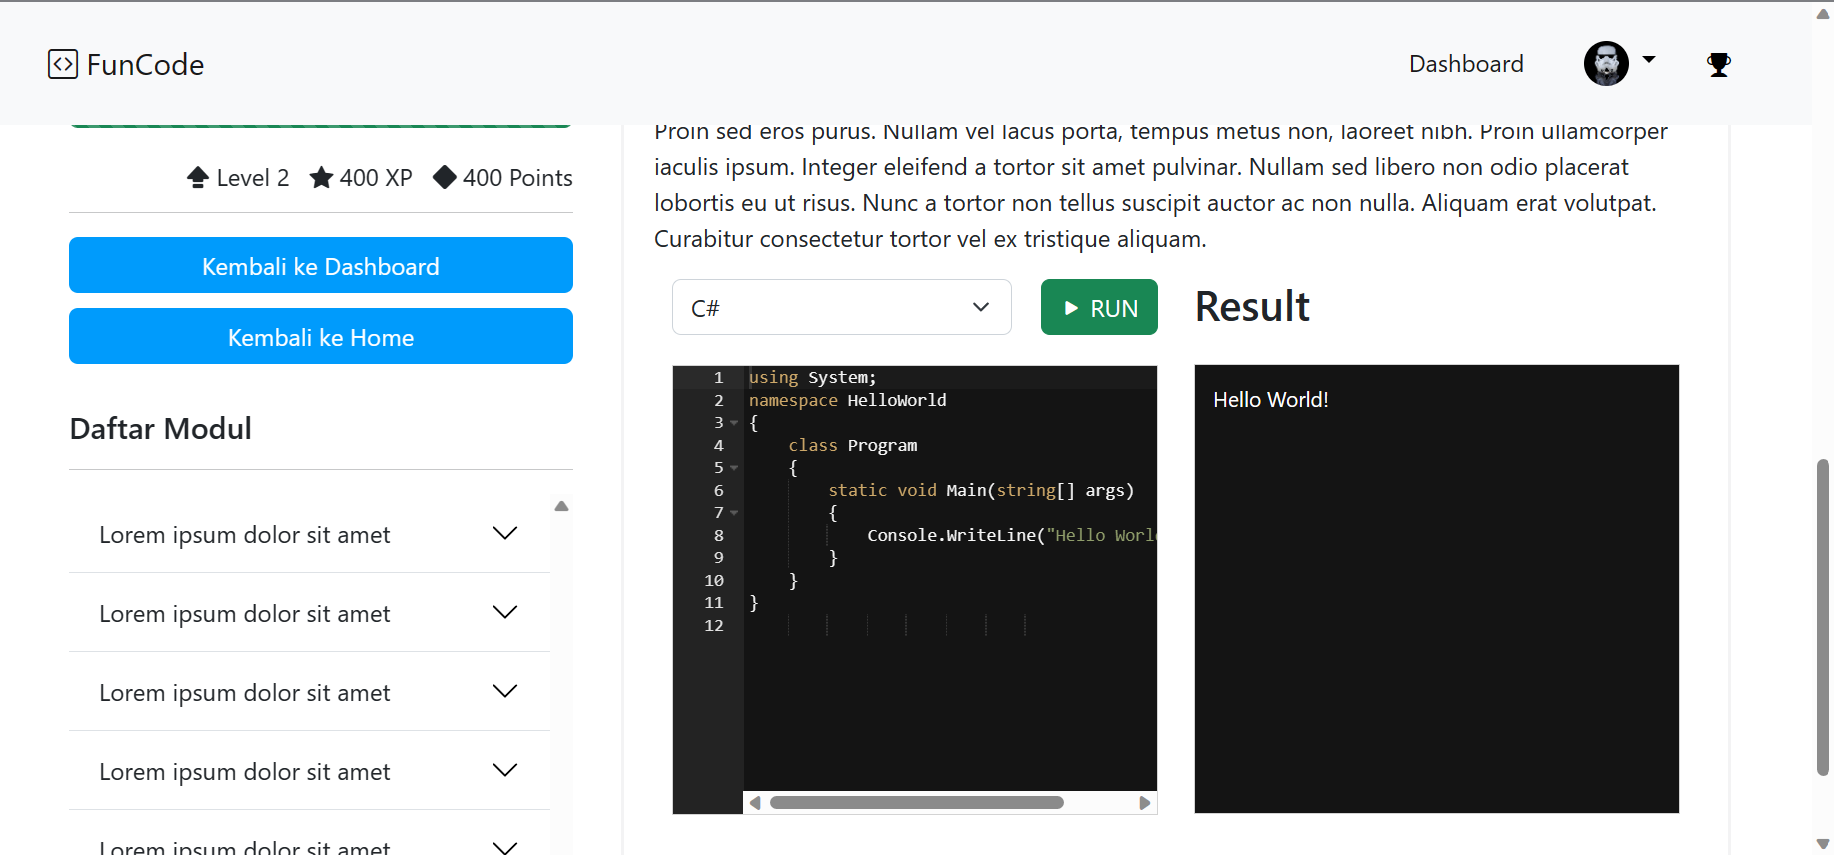 FunCode
Dashboard
Level 2 400 XP 400 Points
Kembali ke Dashboard
Kembali ke Home
Daftar Modul
Lorem ipsum dolor sit amet
Lorem ipsum dolor sit amet
Lorem ipsum dolor sit amet
Lorem ipsum dolor sit amet
Lorem ipsum dolor sit amet
Proin sed eros purus. Nullam vel lacus porta, tempus metus non, laoreet nibh. Proin ullamcorper
iaculis ipsum. Integer eleifend a tortor sit amet pulvinar. Nullam sed libero non odio placerat
lobortis eu ut risus. Nunc a tortor non tellus suscipit auctor ac non nulla. Aliquam erat volutpat.
Curabitur consectetur tortor vel ex tristique aliquam.
C#
RUN
Result
1 using System;
2 namespace HelloWorld
3 {
4     class Program
5     {
6         static void Main(string[] args)
7         {
8             Console.WriteLine("Hello Worl
9         }
10     }
11 }
12
Hello World!